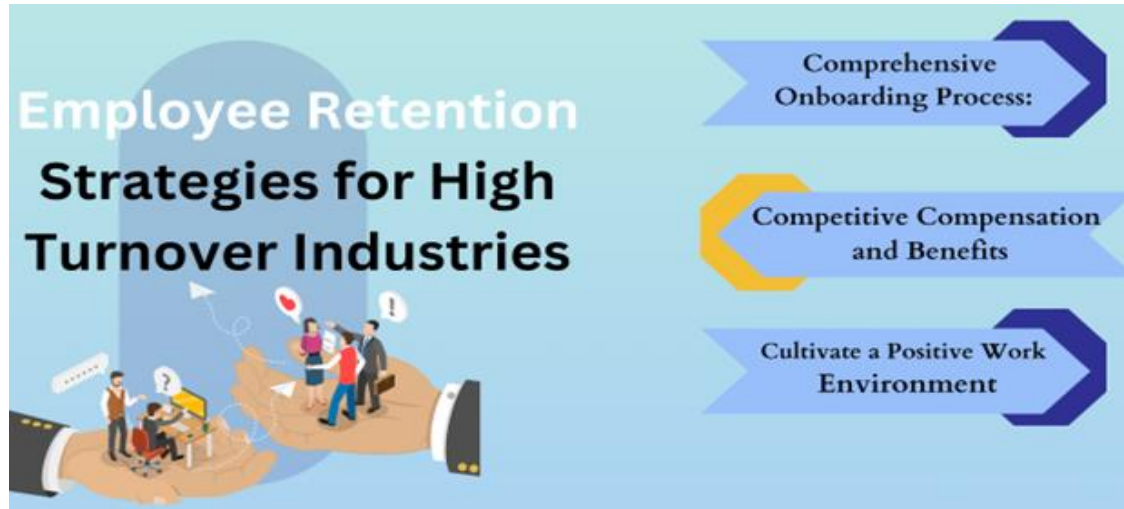 Employee Retention
Strategies for High
Turnover Industries
Comprehensive
Onboarding Process:
Competitive Compensation
and Benefits
Cultivate a Positive Work
Environment
?
!